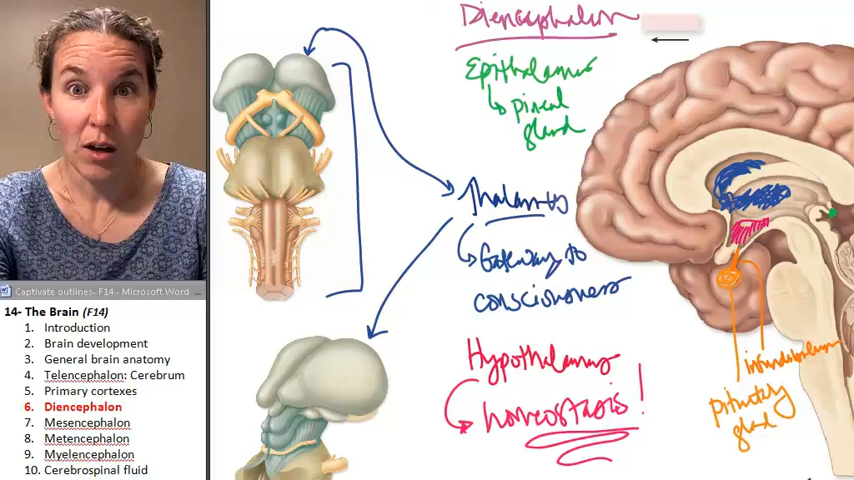 Diencephalon
Epithalamus
pineal
gland
Thalamus
Gateway to
consciousness
Hypothalamus
homeostasis!
infundibulum
pituitary
gland
Captivate outlines- F14 - Microsoft Word
14- The Brain (F14)
1. Introduction
2. Brain development
3. General brain anatomy
4. Telencephalon: Cerebrum
5. Primary cortexes
6. Diencephalon
7. Mesencephalon
8. Metencephalon
9. Myelencephalon
10. Cerebrospinal fluid